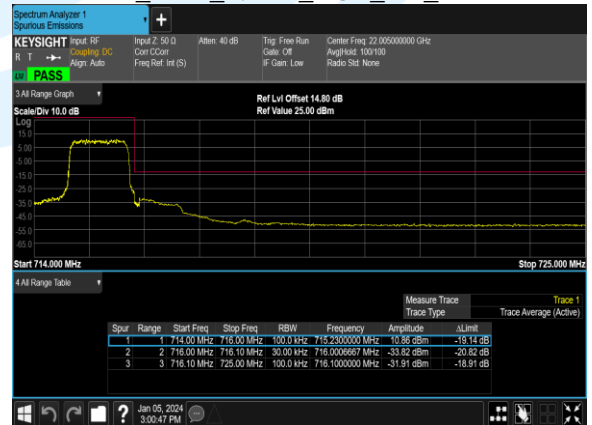 Spectrum Analyzer 1
Spurious Emissions
+
KEYSIGHT Input: RF Input Z: 50 Ω Atten: 40 dB Trig: Free Run Center Freq: 22.005000000 GHz
R T Coupling: DC Corr CCorr Gate: Off Avg|Hold: 100/100
Align: Auto Freq Ref: Int (S) IF Gain: Low Radio Std: None
LV PASS
3 All Range Graph
Ref Lvl Offset 14.80 dB
Scale/Div 10.0 dB Ref Value 25.00 dBm
Log
15.0
5.00
-5.00
-15.0
-25.0
-35.0
-45.0
-55.0
-65.0
Start 714.000 MHz Stop 725.000 MHz
4 All Range Table
Measure Trace Trace 1
Trace Type Trace Average (Active)
Spur Range Start Freq Stop Freq RBW Frequency Amplitude ΔLimit
1 1 714.00 MHz 716.00 MHz 100.0 kHz 715.2300000 MHz 10.86 dBm -19.14 dB
2 2 716.00 MHz 716.10 MHz 30.00 kHz 716.0006667 MHz -33.82 dBm -20.82 dB
3 3 716.10 MHz 725.00 MHz 100.0 kHz 716.1000000 MHz -31.91 dBm -18.91 dB
? Jan 05, 2024
3:00:47 PM